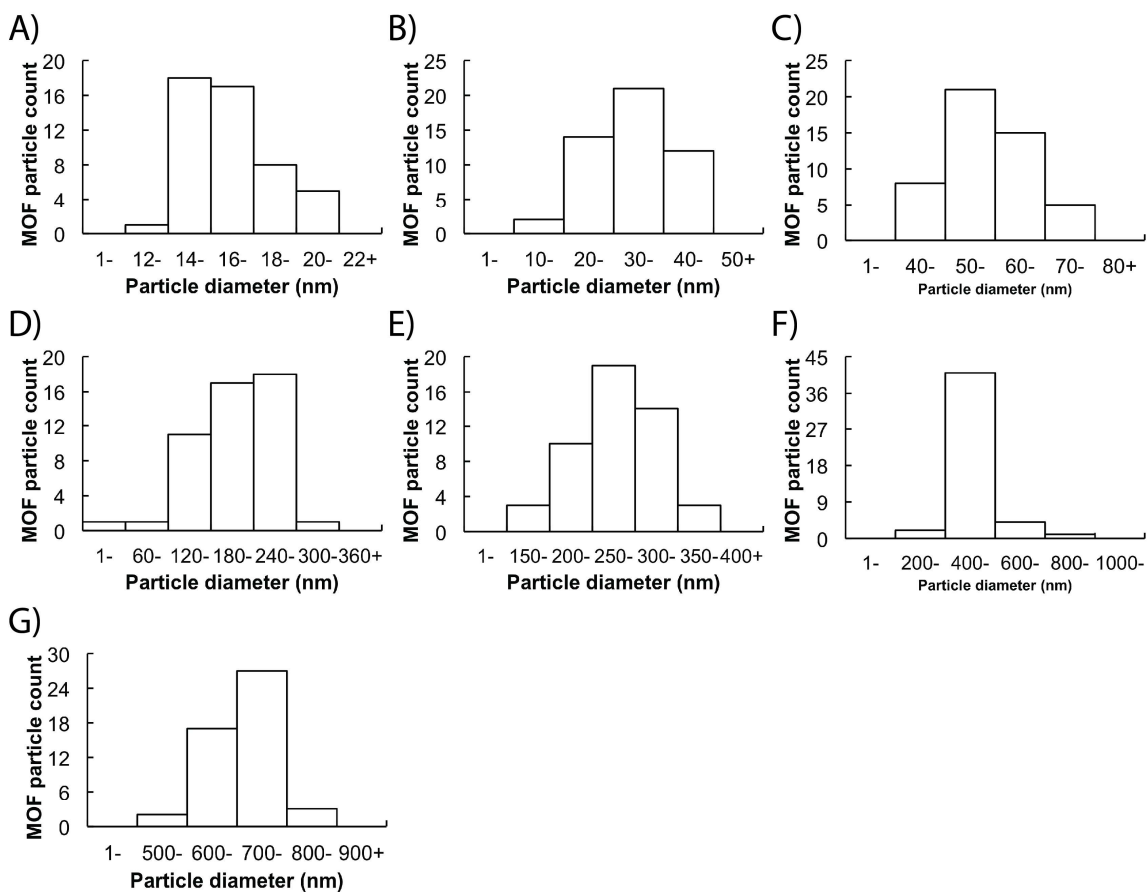 A)
MOF particle count
20
16
12
8
4
0
1- 12- 14- 16- 18- 20- 22+
Particle diameter (nm)
B)
MOF particle count
25
20
15
10
5
0
1- 10- 20- 30- 40- 50+
Particle diameter (nm)
C)
MOF particle count
25
20
15
10
5
0
1- 40- 50- 60- 70- 80+
Particle diameter (nm)
D)
MOF particle count
20
16
12
8
4
0
1- 60- 120- 180- 240- 300- 360+
Particle diameter (nm)
E)
MOF particle count
20
16
12
8
4
0
1- 150- 200- 250- 300- 350- 400+
Particle diameter (nm)
F)
MOF particle count
45
36
27
18
9
0
1- 200- 400- 600- 800- 1000-
Particle diameter (nm)
G)
MOF particle count
30
24
18
12
6
0
1- 500- 600- 700- 800- 900+
Particle diameter (nm)